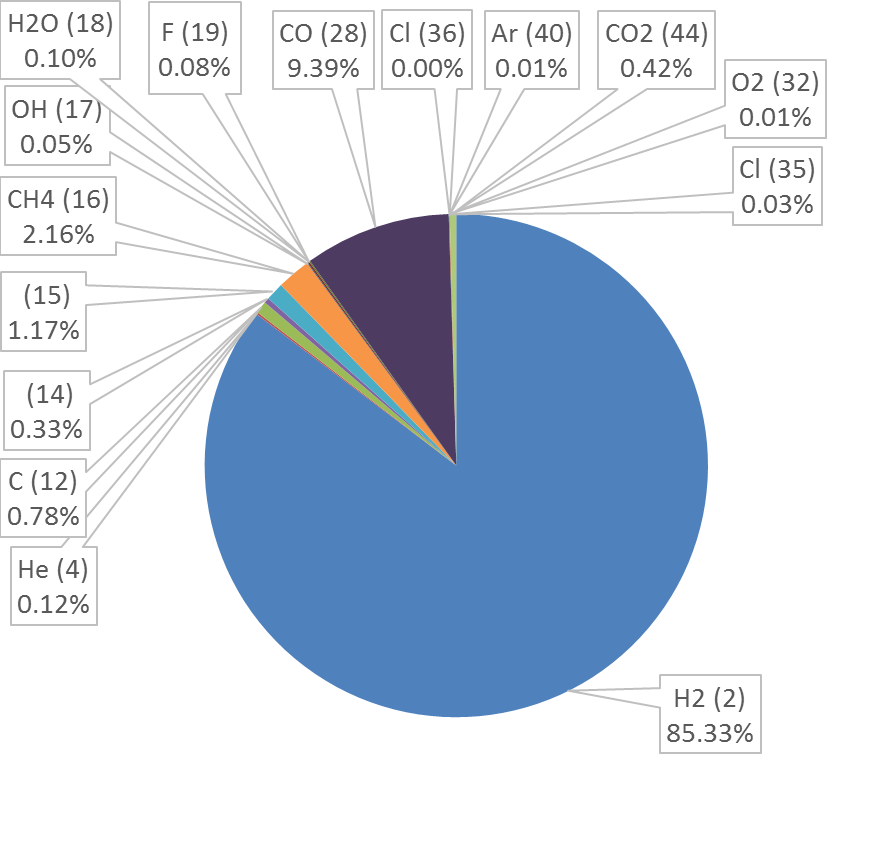 H2O (18)
0.10%
F (19)
0.08%
CO (28)
9.39%
Cl (36)
0.00%
Ar (40)
0.01%
CO2 (44)
0.42%
O2 (32)
0.01%
OH (17)
0.05%
Cl (35)
0.03%
CH4 (16)
2.16%
(15)
1.17%
(14)
0.33%
C (12)
0.78%
He (4)
0.12%
H2 (2)
85.33%